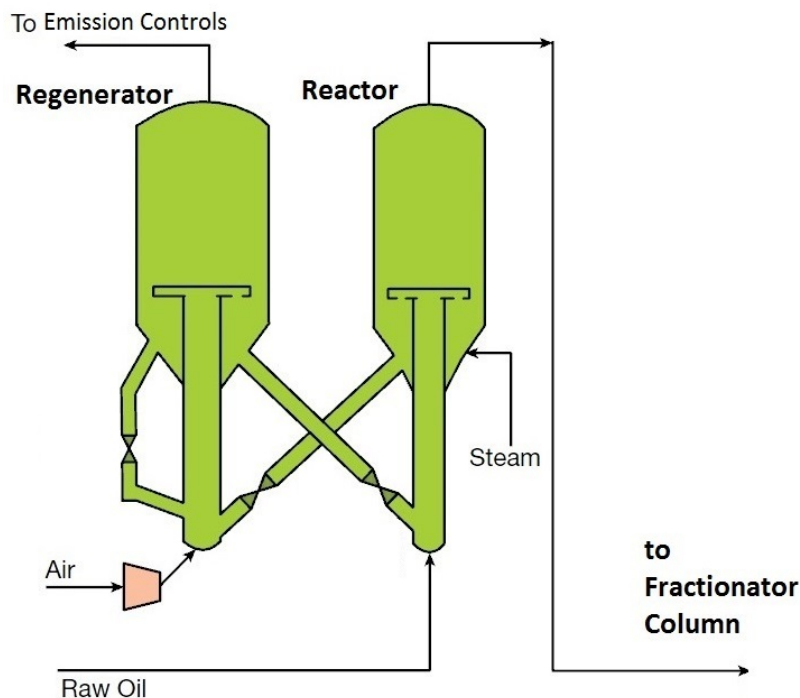 To Emission Controls
Regenerator
Reactor
Steam
Air
to
Fractionator
Column
Raw Oil